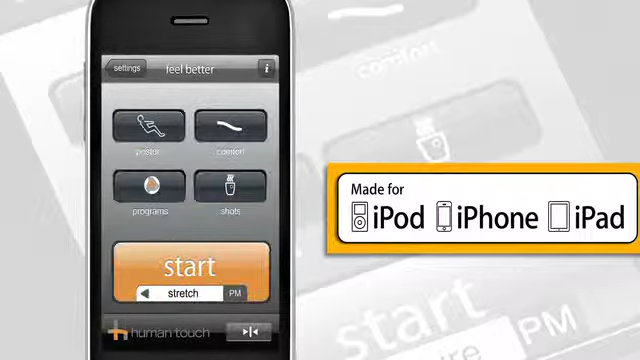 settings
feel better
i
poster
comfort
programs
shots
start
stretch
PM
human touch
comfort
Made for
iPod iPhone iPad
start
PM